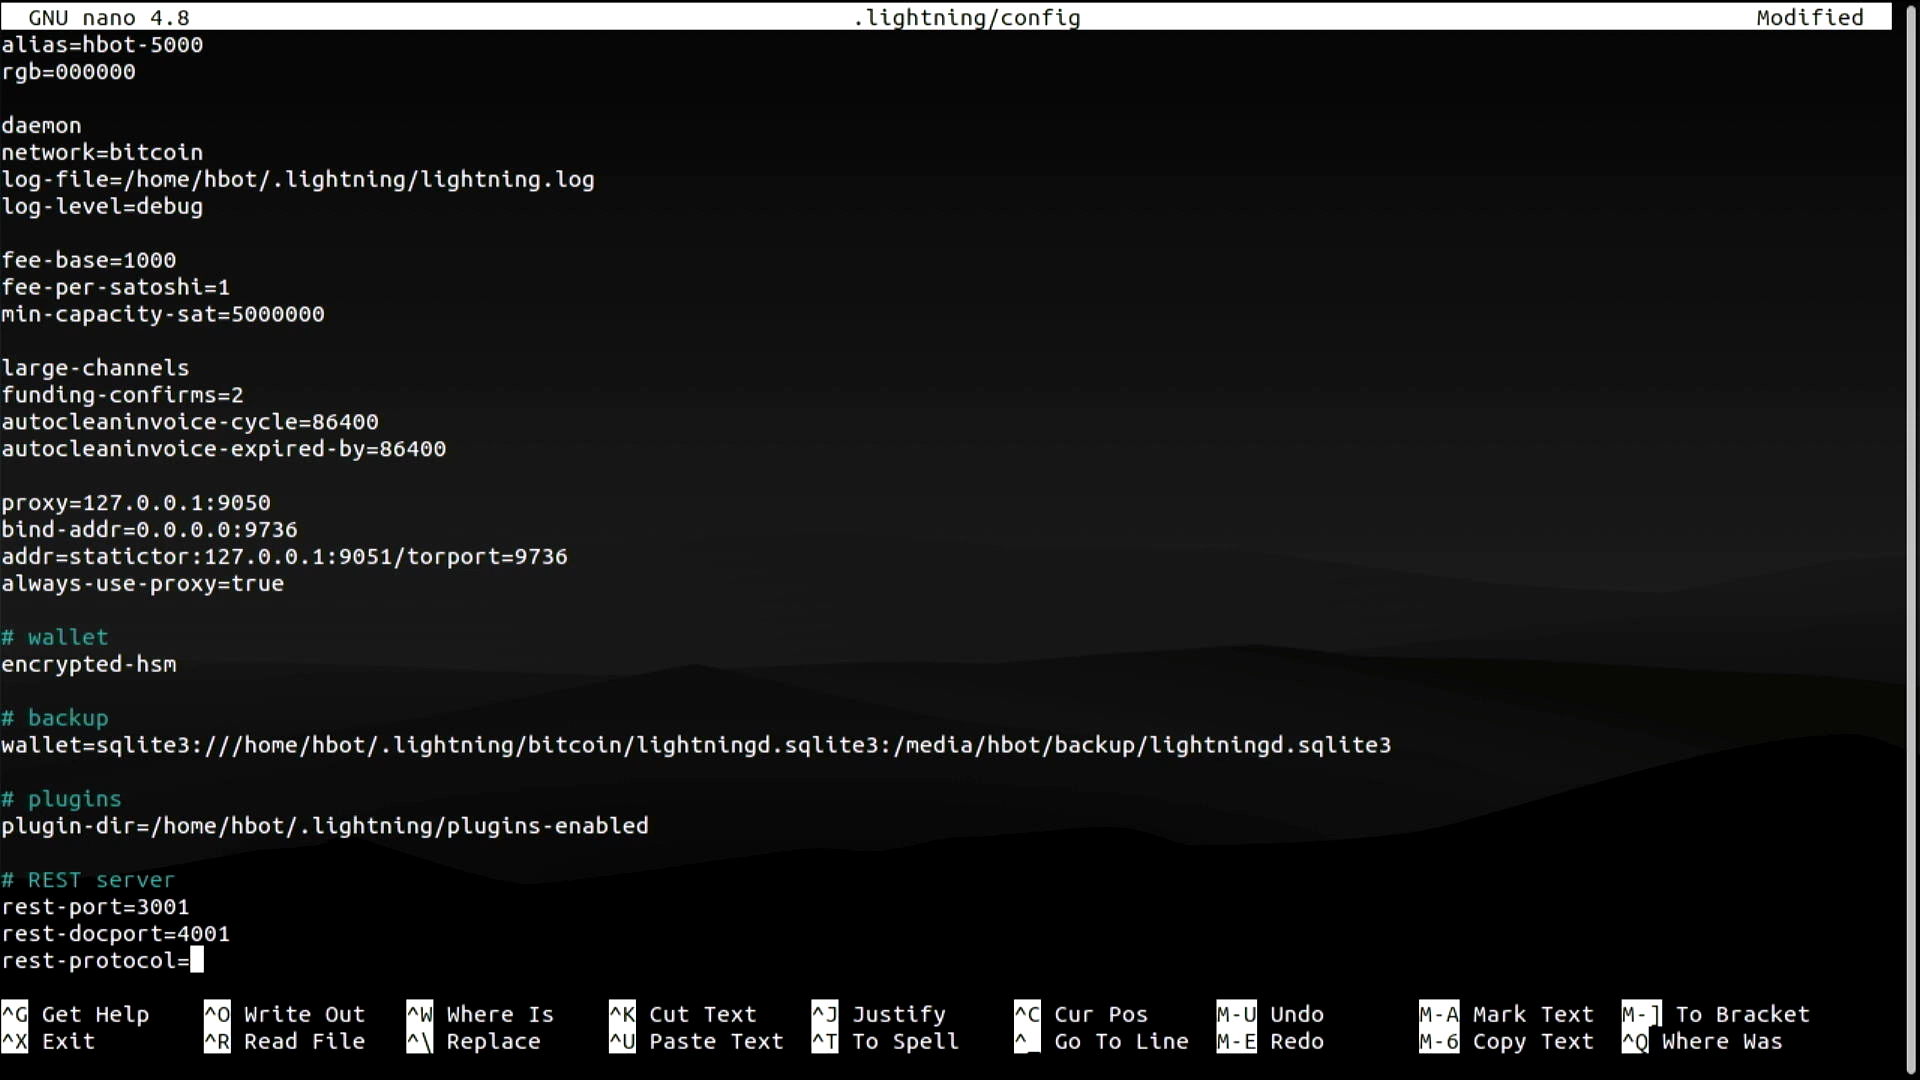 GNU nano 4.8 .lightning/config Modified
alias=hbot-5000
rgb=000000
daemon
network=bitcoin
log-file=/home/hbot/.lightning/lightning.log
log-level=debug
fee-base=1000
fee-per-satoshi=1
min-capacity-sat=5000000
large-channels
funding-confirms=2
autocleaninvoice-cycle=86400
autocleaninvoice-expired-by=86400
proxy=127.0.0.1:9050
bind-addr=0.0.0.0:9736
addr=statictor:127.0.0.1:9051/torport=9736
always-use-proxy=true
# wallet
encrypted-hsm
# backup
wallet=sqlite3:///home/hbot/.lightning/bitcoin/lightningd.sqlite3:/media/hbot/backup/lightningd.sqlite3
# plugins
plugin-dir=/home/hbot/.lightning/plugins-enabled
# REST server
rest-port=3001
rest-docport=4001
rest-protocol=
^G Get Help ^O Write Out ^W Where Is ^K Cut Text ^J Justify ^C Cur Pos M-U Undo M-A Mark Text M-] To Bracket
^X Exit ^R Read File ^\ Replace ^U Paste Text ^T To Spell ^_ Go To Line M-E Redo M-6 Copy Text ^Q Where Was